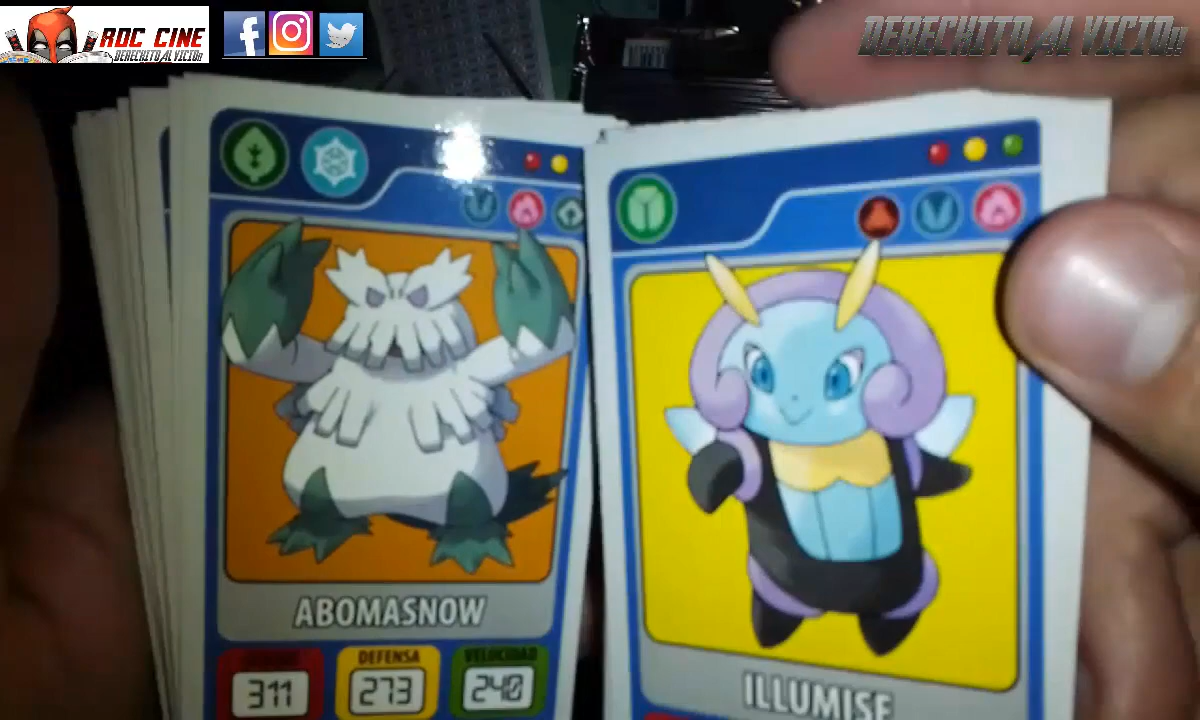 RDC CINE
DERECHITO AL VICIO!!
DERECHITO AL VICIO!!
ABOMASNOW
DEFENSA
VELOCIDAD
311
273
240
ILLUMISE